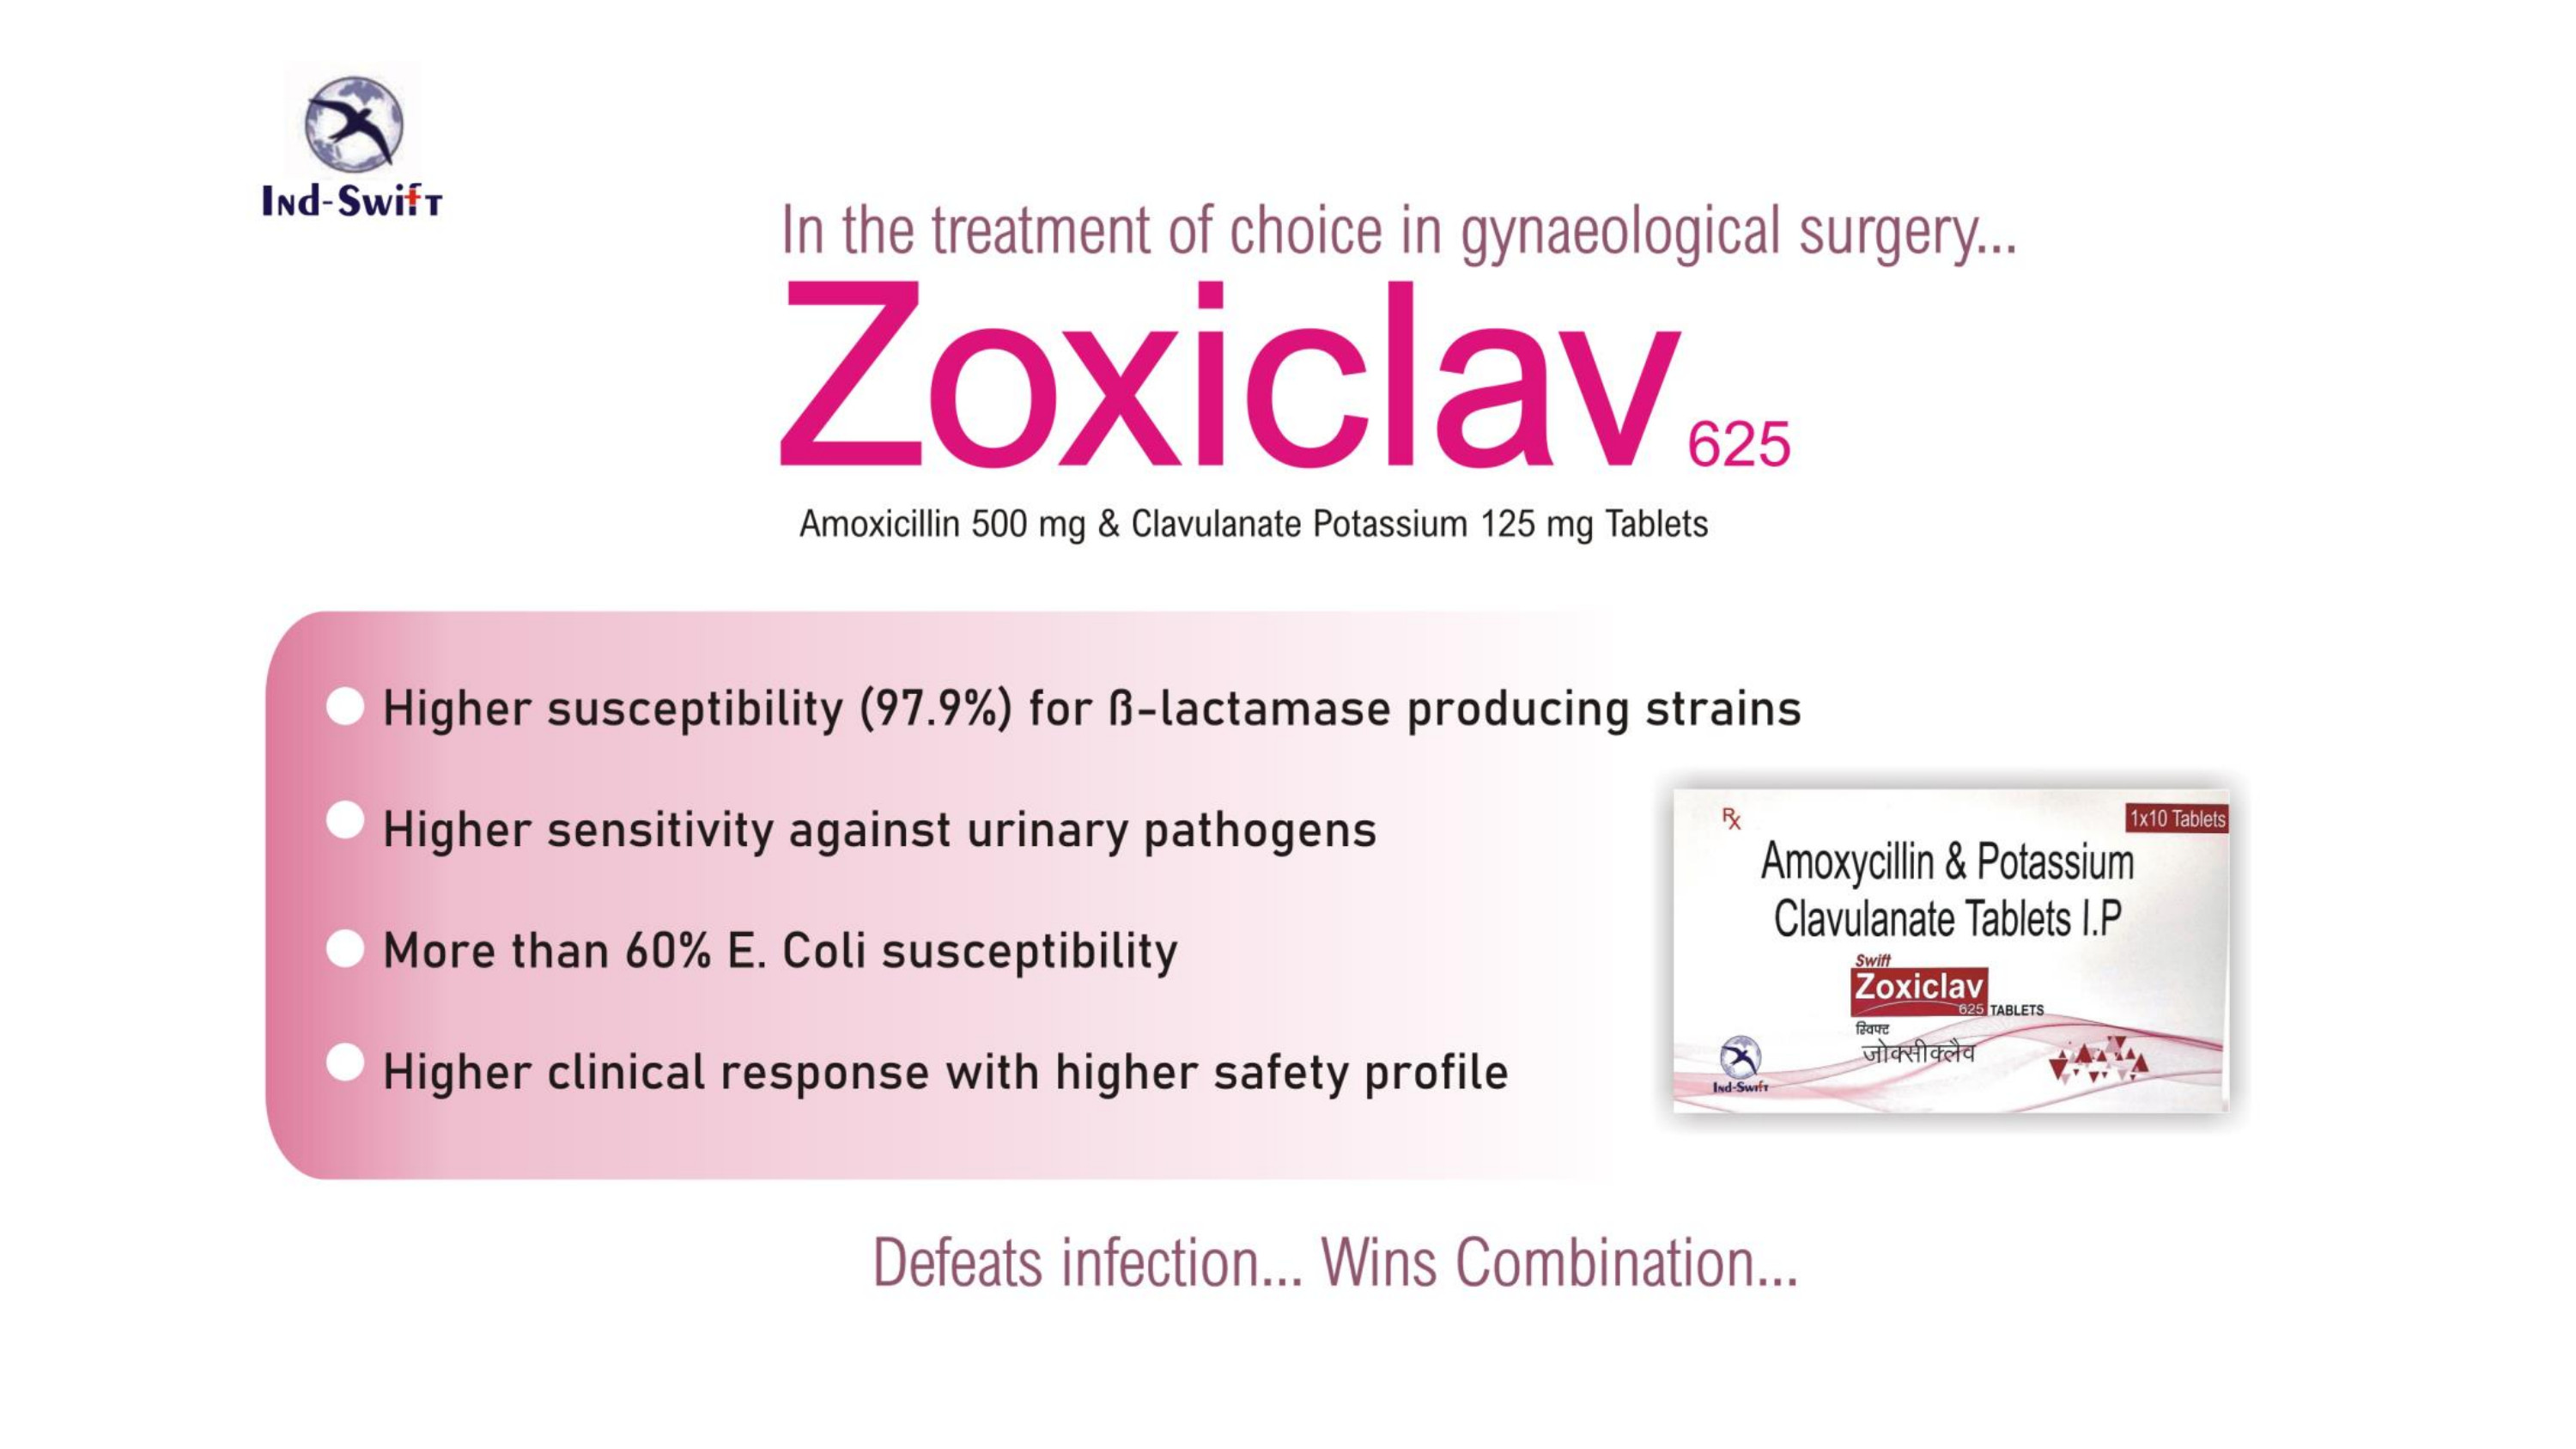 Ind-Swift
In the treatment of choice in gynaeological surgery...
Zoxiclav 625
Amoxicillin 500 mg & Clavulanate Potassium 125 mg Tablets
Higher susceptibility (97.9%) for ß-lactamase producing strains
Higher sensitivity against urinary pathogens
More than 60% E. Coli susceptibility
Higher clinical response with higher safety profile
Rx
1x10 Tablets
Amoxycillin & Potassium
Clavulanate Tablets I.P
Swift
Zoxiclav
625 TABLETS
स्विफ्ट
जोक्सीक्लैव
Ind-Swift
Defeats infection... Wins Combination...